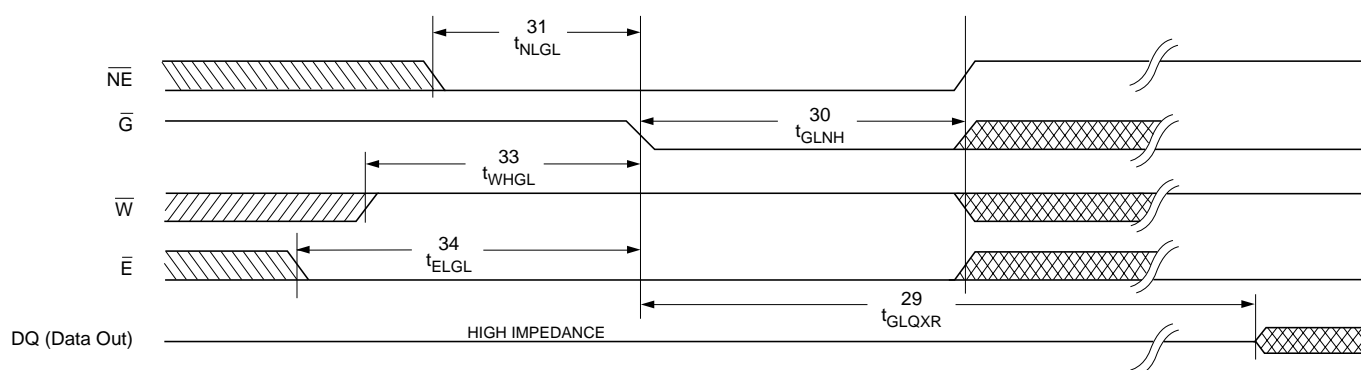 31
tNLGL
NE
30
tGLNH
G
33
tWHGL
W
34
tELGL
E
29
tGLQXR
DQ (Data Out)
HIGH IMPEDANCE